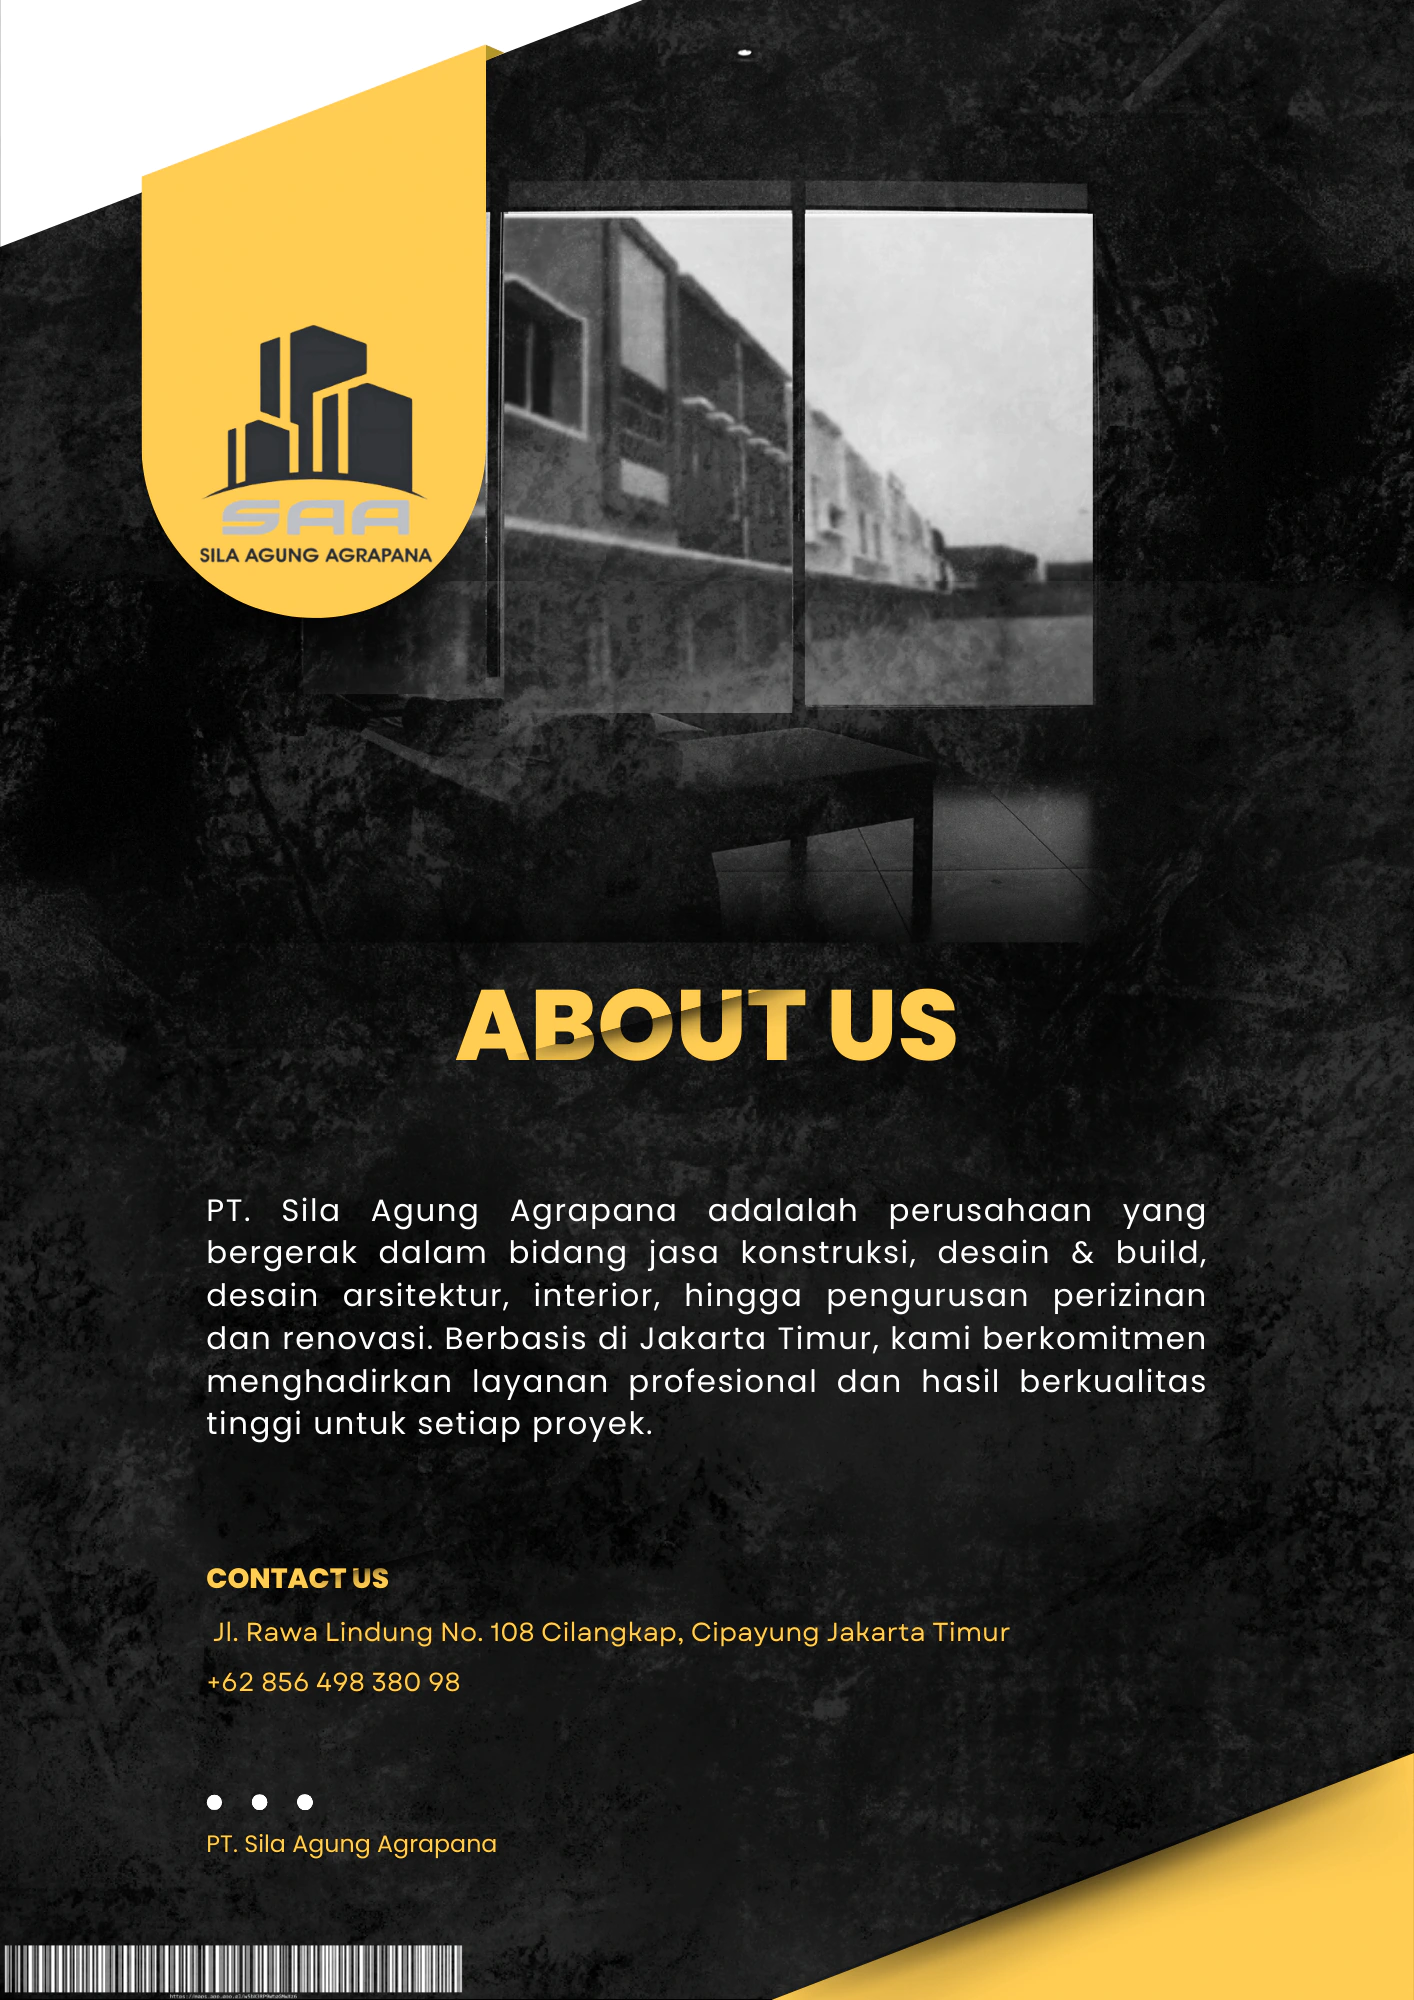 SAA
SILA AGUNG AGRAPANA
ABOUT US
PT. Sila Agung Agrapana adalalah perusahaan yang
bergerak dalam bidang jasa konstruksi, desain & build,
desain arsitektur, interior, hingga pengurusan perizinan
dan renovasi. Berbasis di Jakarta Timur, kami berkomitmen
menghadirkan layanan profesional dan hasil berkualitas
tinggi untuk setiap proyek.
CONTACT US
Jl. Rawa Lindung No. 108 Cilangkap, Cipayung Jakarta Timur
+62 856 498 380 98
PT. Sila Agung Agrapana